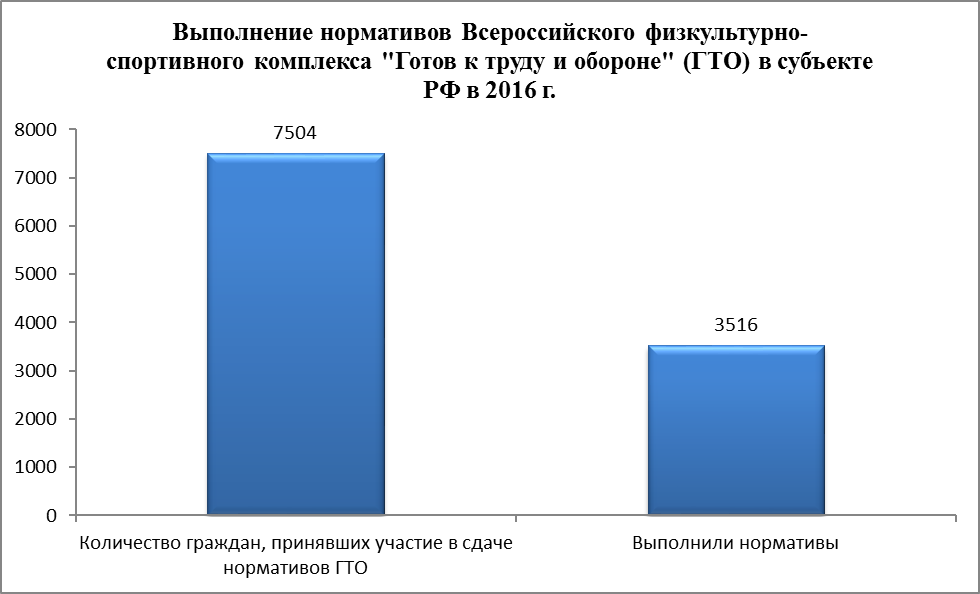 Выполнение нормативов Всероссийского физкультурно-
спортивного комплекса "Готов к труду и обороне" (ГТО) в субъекте
РФ в 2016 г.
8000
7000
6000
5000
4000
3000
2000
1000
0
7504
3516
Количество граждан, принявших участие в сдаче
нормативов ГТО
Выполнили нормативы